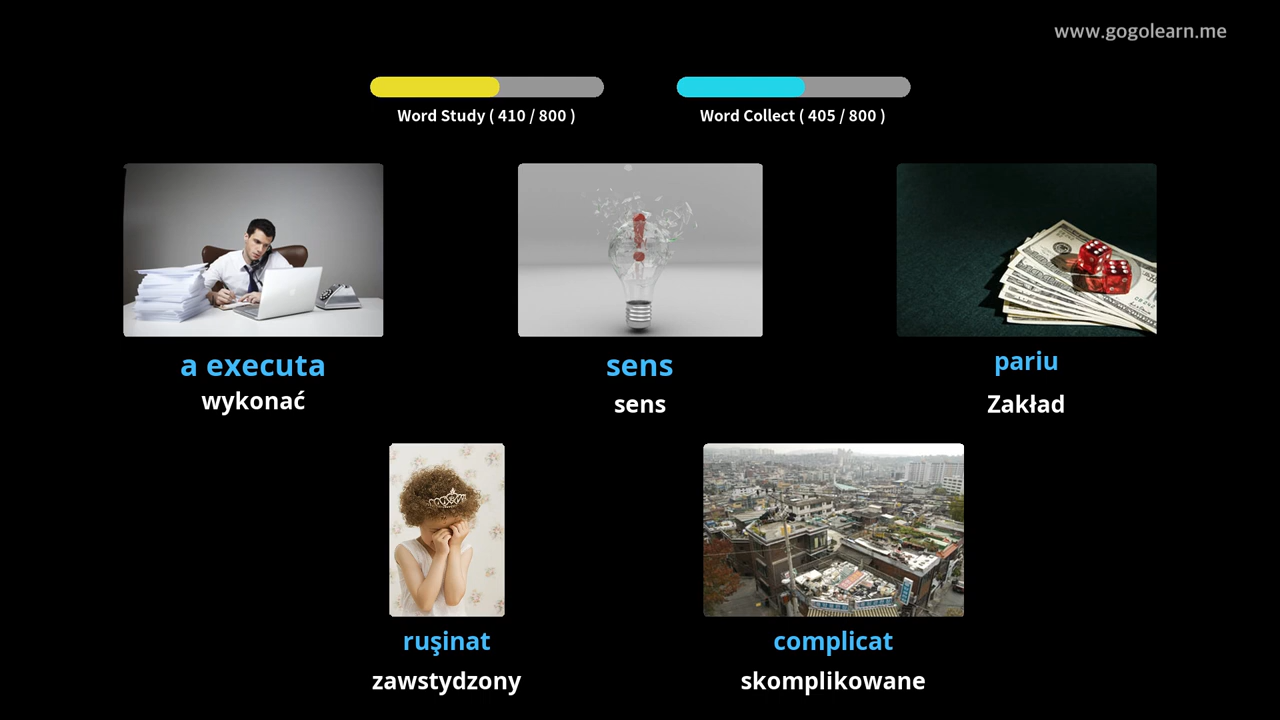 www.gogolearn.me
Word Study ( 410 / 800 )
Word Collect ( 405 / 800 )
a executa
wykonać
sens
sens
pariu
Zakład
ruşinat
zawstydzony
complicat
skomplikowane